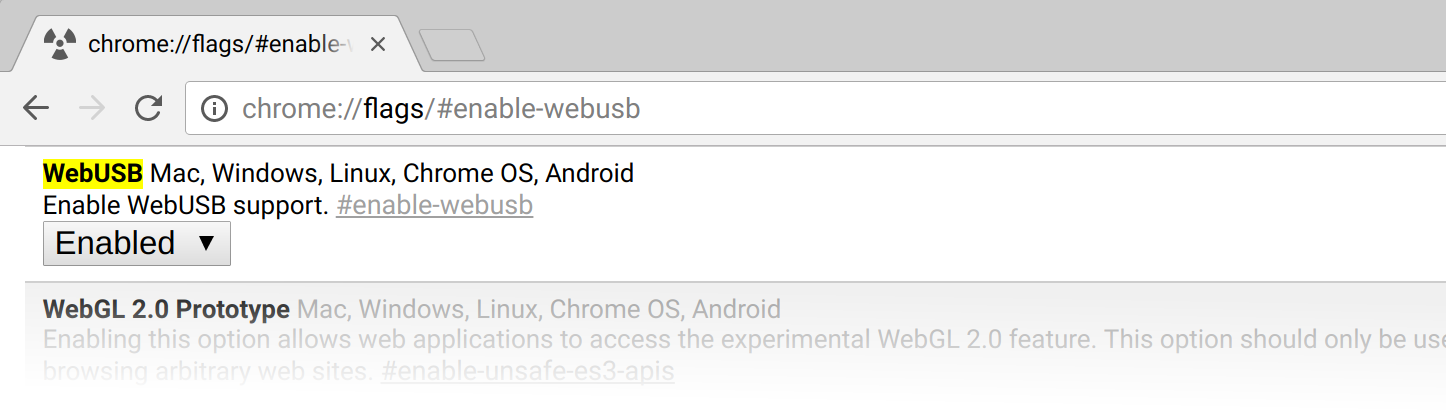 chrome://flags/#enable-
chrome://flags/#enable-webusb
WebUSB Mac, Windows, Linux, Chrome OS, Android
Enable WebUSB support. #enable-webusb
Enabled ▼
WebGL 2.0 Prototype Mac, Windows, Linux, Chrome OS, Android
Enabling this option allows web applications to access the experimental WebGL 2.0 feature. This option should only be
browsing arbitrary web sites. #enable-unsafe-es3-apis